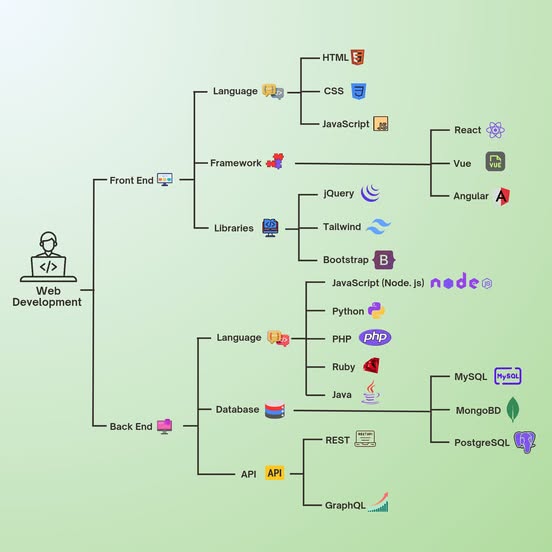 HTML
Language
CSS
JavaScript
React
Framework
Vue
VUE
Front End
Angular
jQuery
Libraries
Tailwind
Bootstrap
B
Web
Development
JavaScript (Node. js)
node
JS
Python
Language
PHP
php
Ruby
Java
MySQL
MySQL
Database
MongoBD
Back End
REST
PostgreSQL
API
API
GraphQL